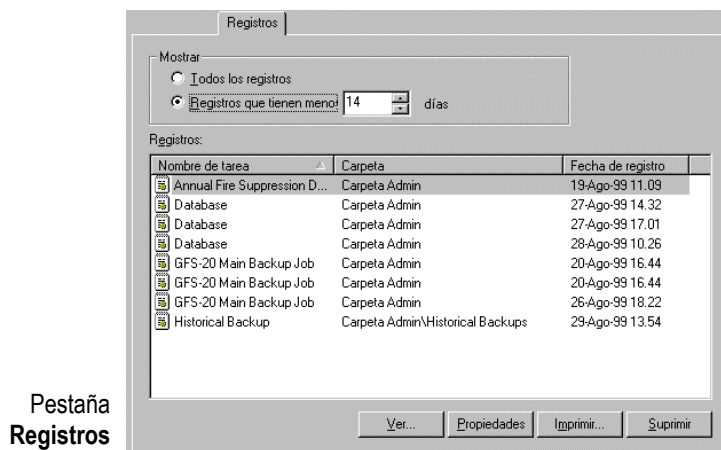 Registros
Mostrar
Todos los registros
Registros que tienen meno 14 días
Registros:
Nombre de tarea Carpeta Fecha de registro
Annual Fire Suppression D... Carpeta Admin 19-Ago-99 11.09
Database Carpeta Admin 27-Ago-99 14.32
Database Carpeta Admin 27-Ago-99 17.01
Database Carpeta Admin 28-Ago-99 10.26
GFS-20 Main Backup Job Carpeta Admin 20-Ago-99 16.44
GFS-20 Main Backup Job Carpeta Admin 20-Ago-99 16.44
GFS-20 Main Backup Job Carpeta Admin 26-Ago-99 18.22
Historical Backup Carpeta Admin\Historical Backups 29-Ago-99 13.54
Ver... Propiedades Imprimir... Suprimir
Pestaña
Registros